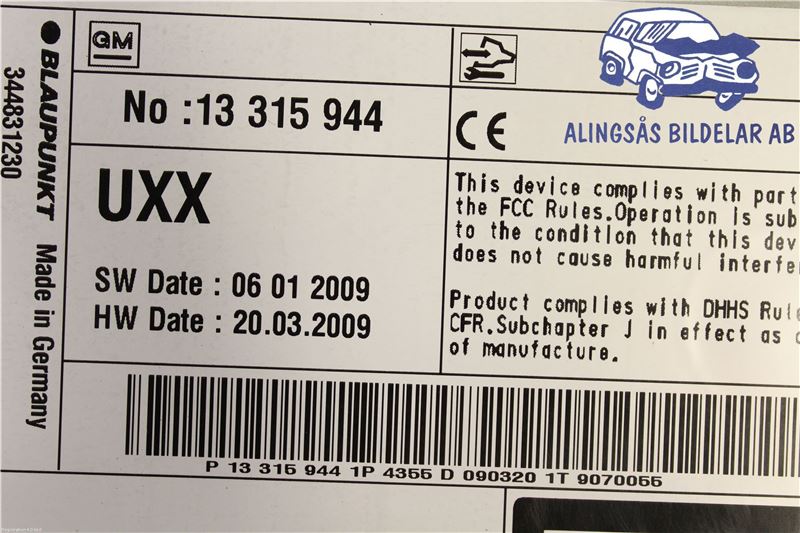 BLAUPUNKT Made in Germany
344831230
GM
No :13 315 944
UXX
SW Date : 06 01 2009
HW Date : 20.03.2009
CE
ALINGSÅS BILDELAR AB
This device complies with part
the FCC Rules.Operation is sub
to the condition that this dev
does not cause harmful interfe
Product complies with DHHS Rul
CFR.Subchapter J in effect as
of manufacture.
P 13 315 944 1P 4355 D 090320 1T 9070055